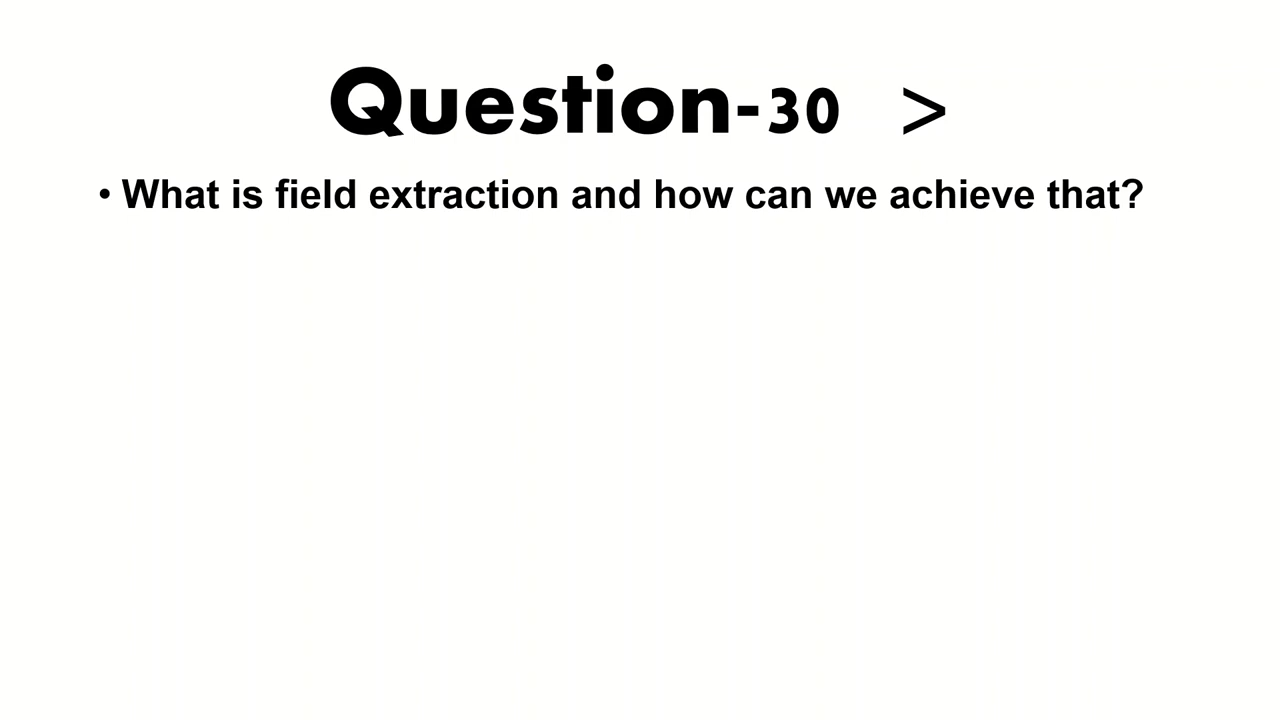 Question-30 >
• What is field extraction and how can we achieve that?